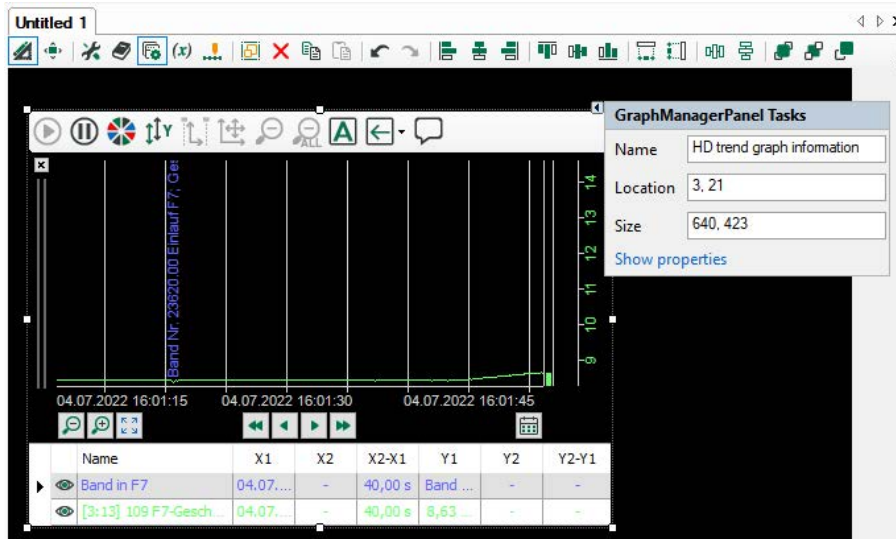 Untitled 1
(x)
GraphManagerPanel Tasks
Name HD trend graph information
Location 3, 21
Size 640, 423
Show properties
Y
ALL
A
Band Nr. 23620.00 Einlauf F7; Ges
14
13
12
11
10
9
04.07.2022 16:01:15 04.07.2022 16:01:30 04.07.2022 16:01:45
Name X1 X2 X2-X1 Y1 Y2 Y2-Y1
Band in F7 04.07.... - 40,00 s Band ... - -
[3:13] 109 F7-Gesch... 04.07.... - 40,00 s 8,63 ... - -